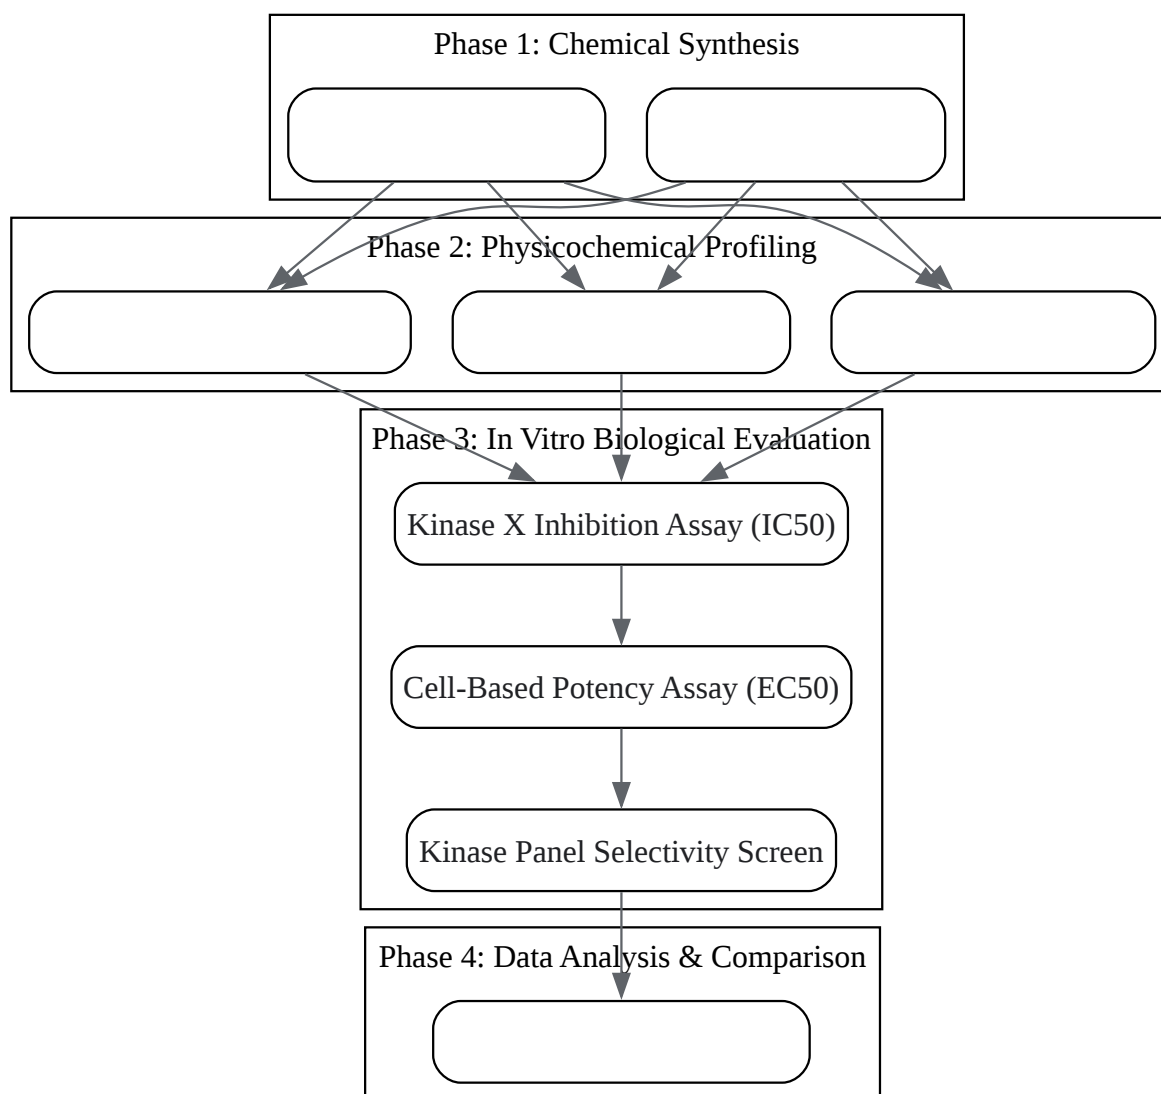 Phase 1: Chemical Synthesis
Phase 2: Physicochemical Profiling
Phase 3: In Vitro Biological Evaluation
Kinase X Inhibition Assay (IC50)
Cell-Based Potency Assay (EC50)
Kinase Panel Selectivity Screen
Phase 4: Data Analysis & Comparison